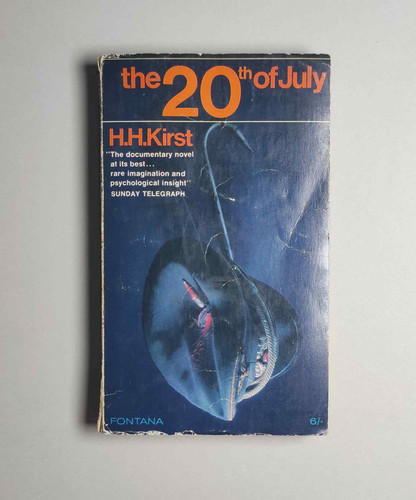 the 20th of July
H.H.Kirst
"The documentary novel
at its best...
rare imagination and
psychological insight"
SUNDAY TELEGRAPH
FONTANA 6/-